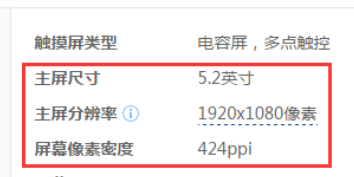 触摸屏类型 电容屏，多点触控
主屏尺寸 5.2英寸
主屏分辨率 1920x1080像素
屏幕像素密度 424ppi